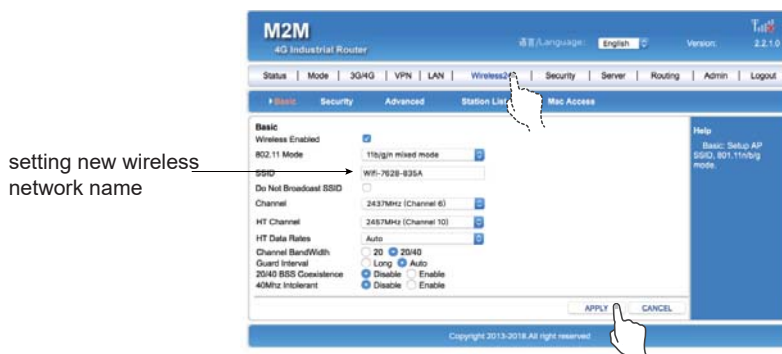 M2M
4G Industrial Router
语言/Language: English Version: 2.2.1.0
Status | Mode | 3G/4G | VPN | LAN | Wireless2.4G | Security | Server | Routing | Admin | Logout
Basic Security Advanced Station List Mac Access
Basic
Wireless Enabled
802.11 Mode 11b/g/n mixed mode
setting new wireless
network name
SSID Wifi-7628-835A
Do Not Broadcast SSID
Channel 2437MHz (Channel 6)
HT Channel 2457MHz (Channel 10)
HT Data Rates Auto
Channel BandWidth 20 20/40
Guard Interval Long Auto
20/40 BSS Coexistence Disable Enable
40Mhz Intolerant Disable Enable
Help
Basic: Setup AP
SSID, 801.11n/b/g
mode.
APPLY CANCEL
Copyright 2013-2018.All right reserved